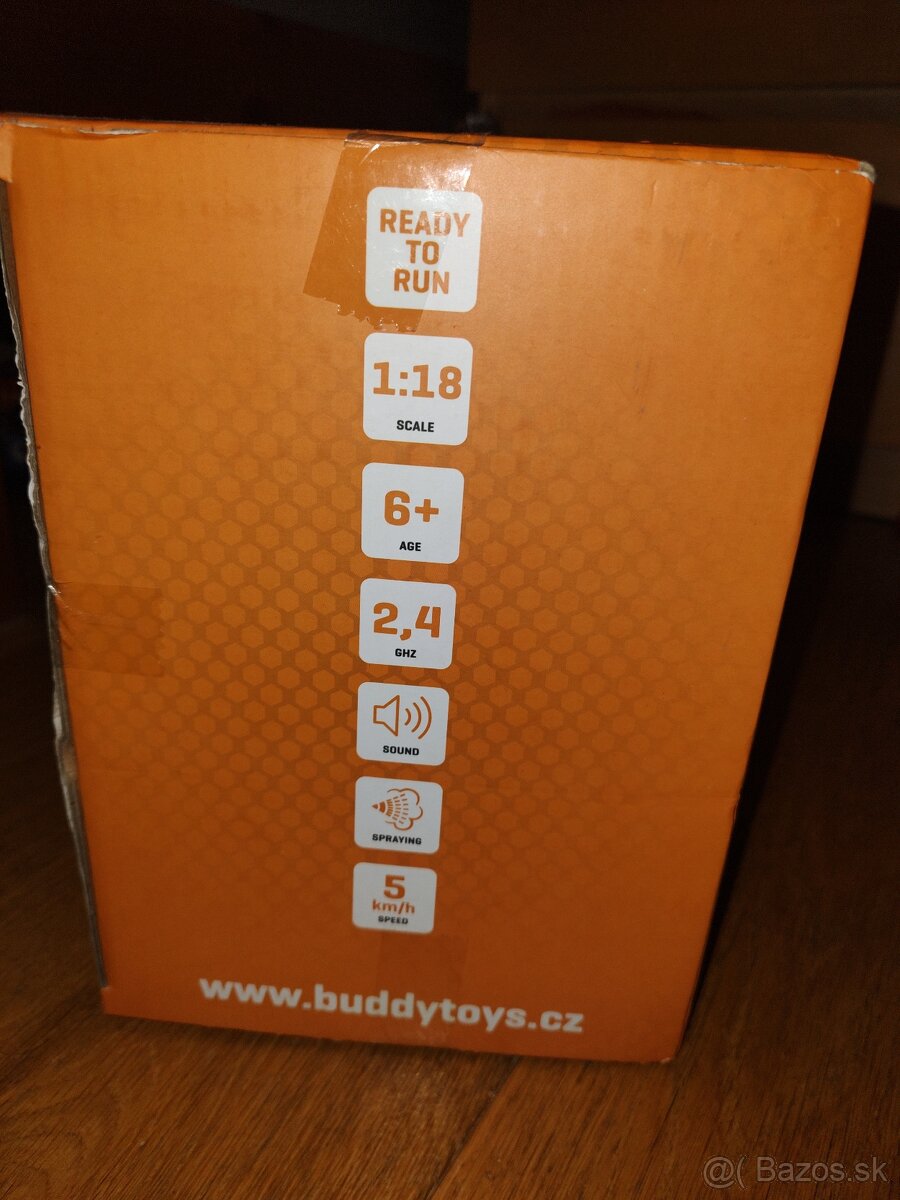 READY
TO
RUN
1:18
SCALE
6+
AGE
2,4
GHZ
SOUND
SPRAYING
5
km/h
SPEED
www.buddytoys.cz
@( Bazos.sk